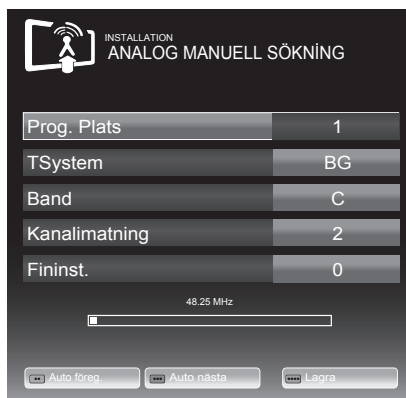 INSTALLATION
ANALOG MANUELL SÖKNİNG
Prog. Plats 1
TSystem BG
Band C
Kanalimatning 2
Fininst. 0
48.25 MHz
Auto föreg. Auto nästa Lagra